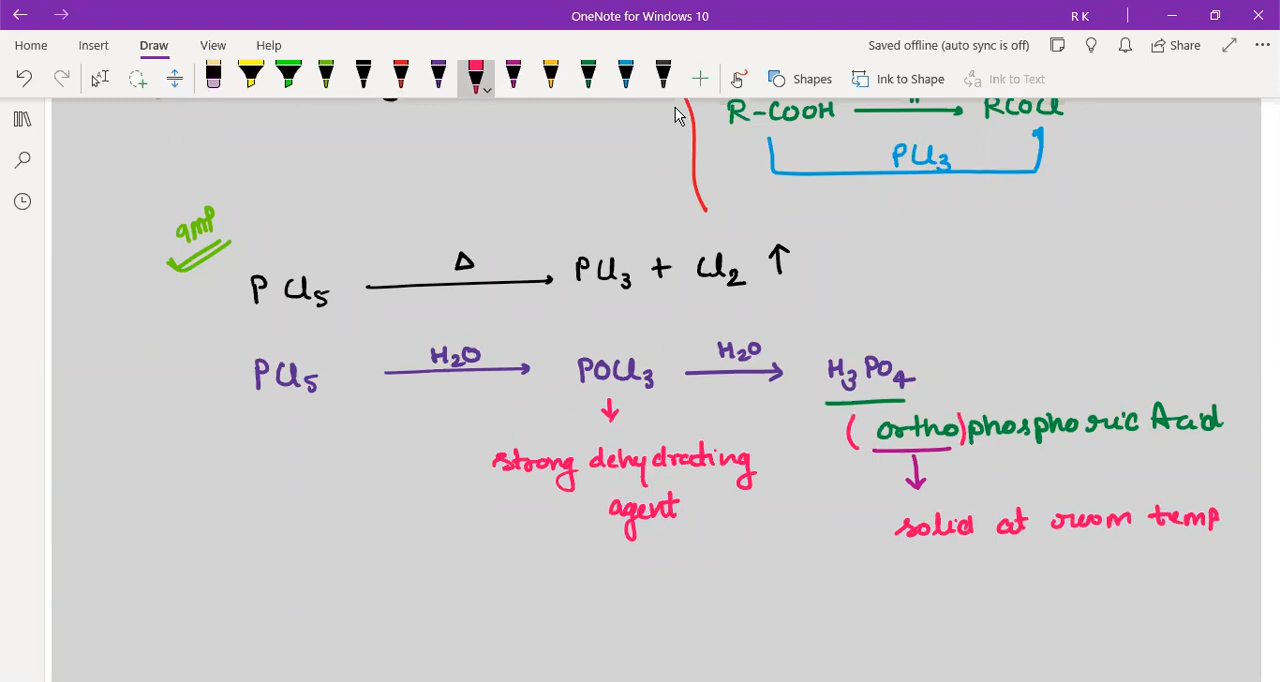 OneNote for Windows 10
R K
Home Insert Draw View Help
Saved offline (auto sync is off)
Share
Shapes
Ink to Shape
Ink to Text
R-COOH → RCOCl
PCl3
imp
PCl5 →Δ PCl3 + Cl2 ↑
PCl5 →H2O POCl3 →H2O H3PO4
(ortho)phosphoric Acid
strong dehydrating
agent
solid at room temp